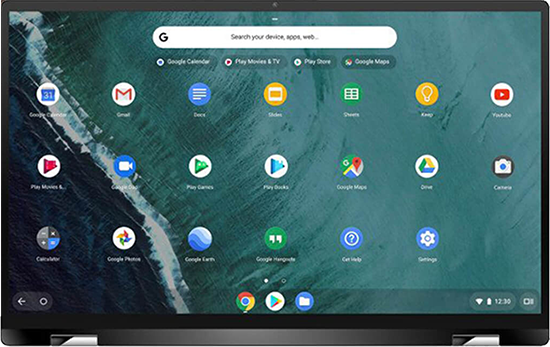 Search your device, apps, web...
Google Calendar Play Movies & TV Play Store Google Maps
31
Google Calendar Gmail Docs Slides Sheets Keep Youtube
Play Movies &... Google Duo Play Games Play Books Google Maps Drive Camera
Calculator Google Photos Google Earth Google Hangouts Get Help Settings
12:30